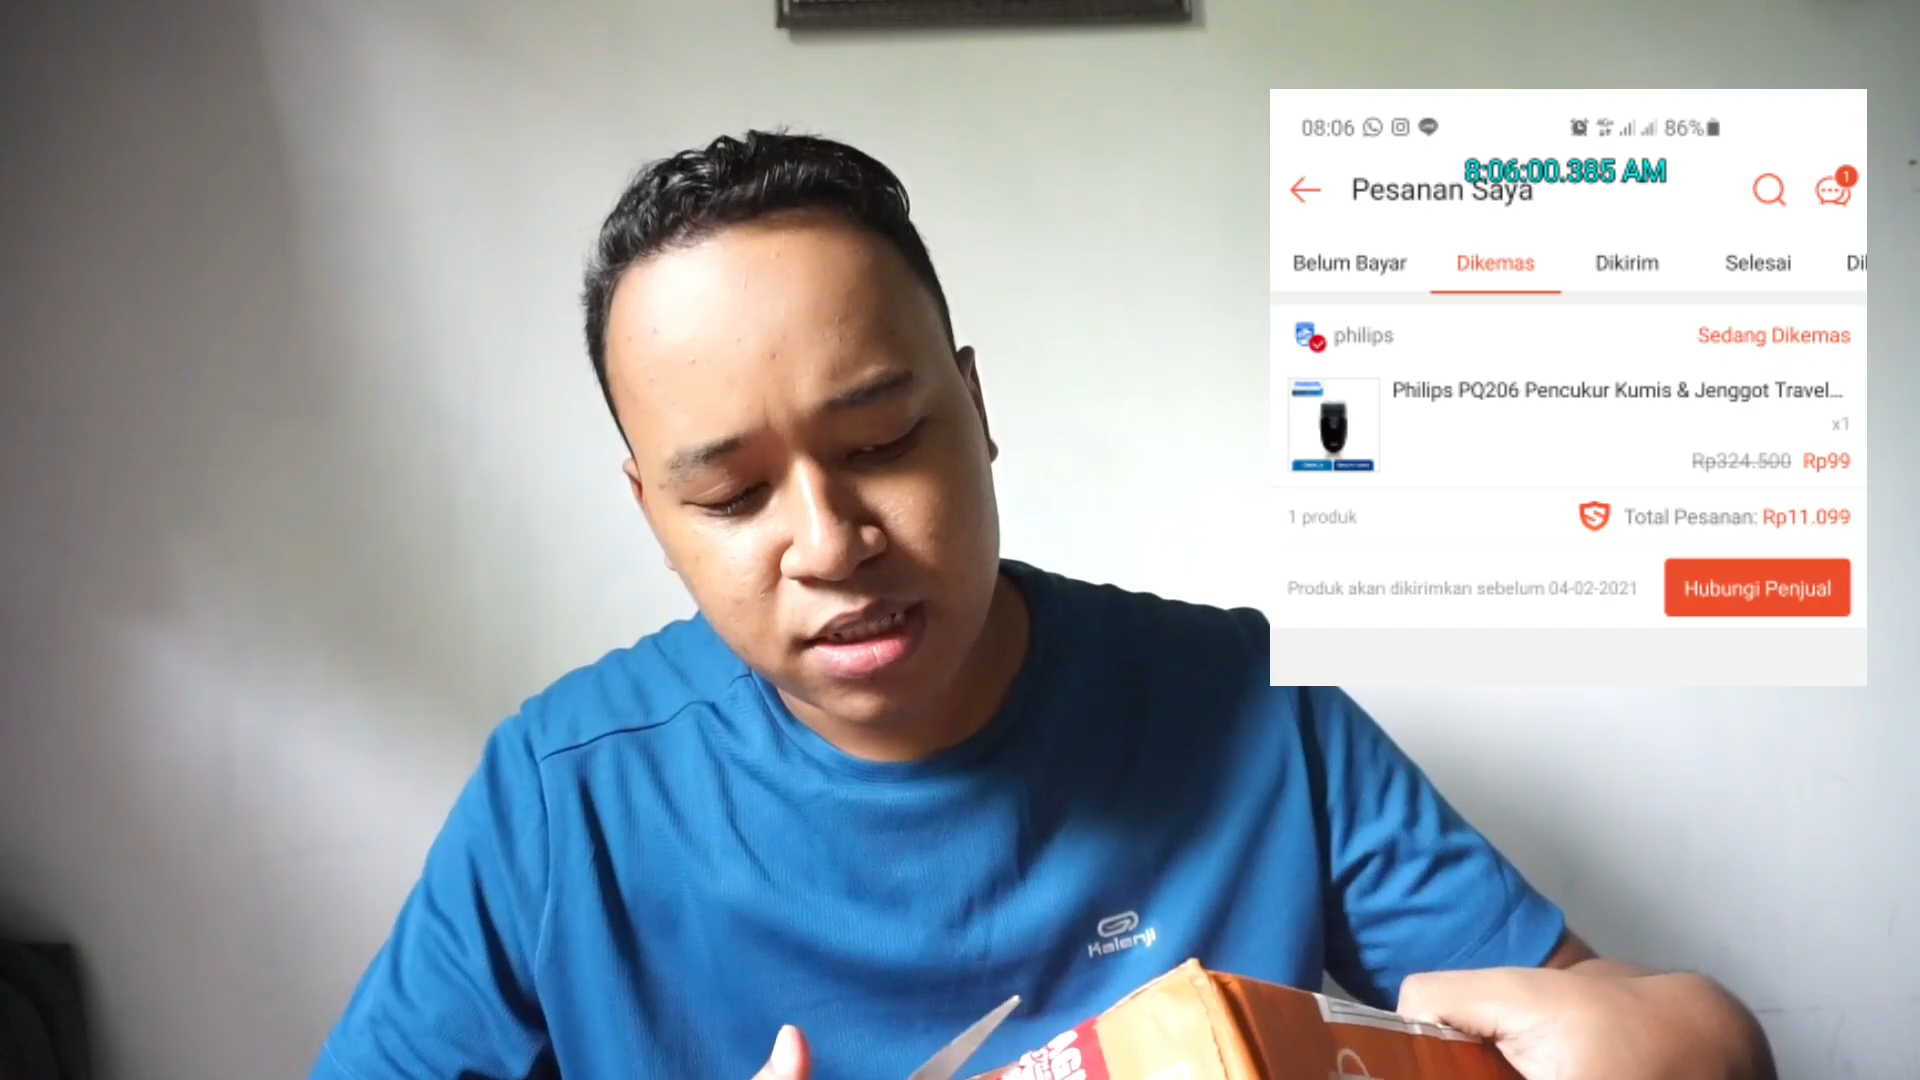 08:06 86%
8:06:00.385 AM
Pesanan Saya
1
Belum Bayar Dikemas Dikirim Selesai
philips Sedang Dikemas
Philips PQ206 Pencukur Kumis & Jenggot Travel...
x1
Rp324.500 Rp99
1 produk Total Pesanan: Rp11.099
Produk akan dikirimkan sebelum 04-02-2021 Hubungi Penjual
Kalenji